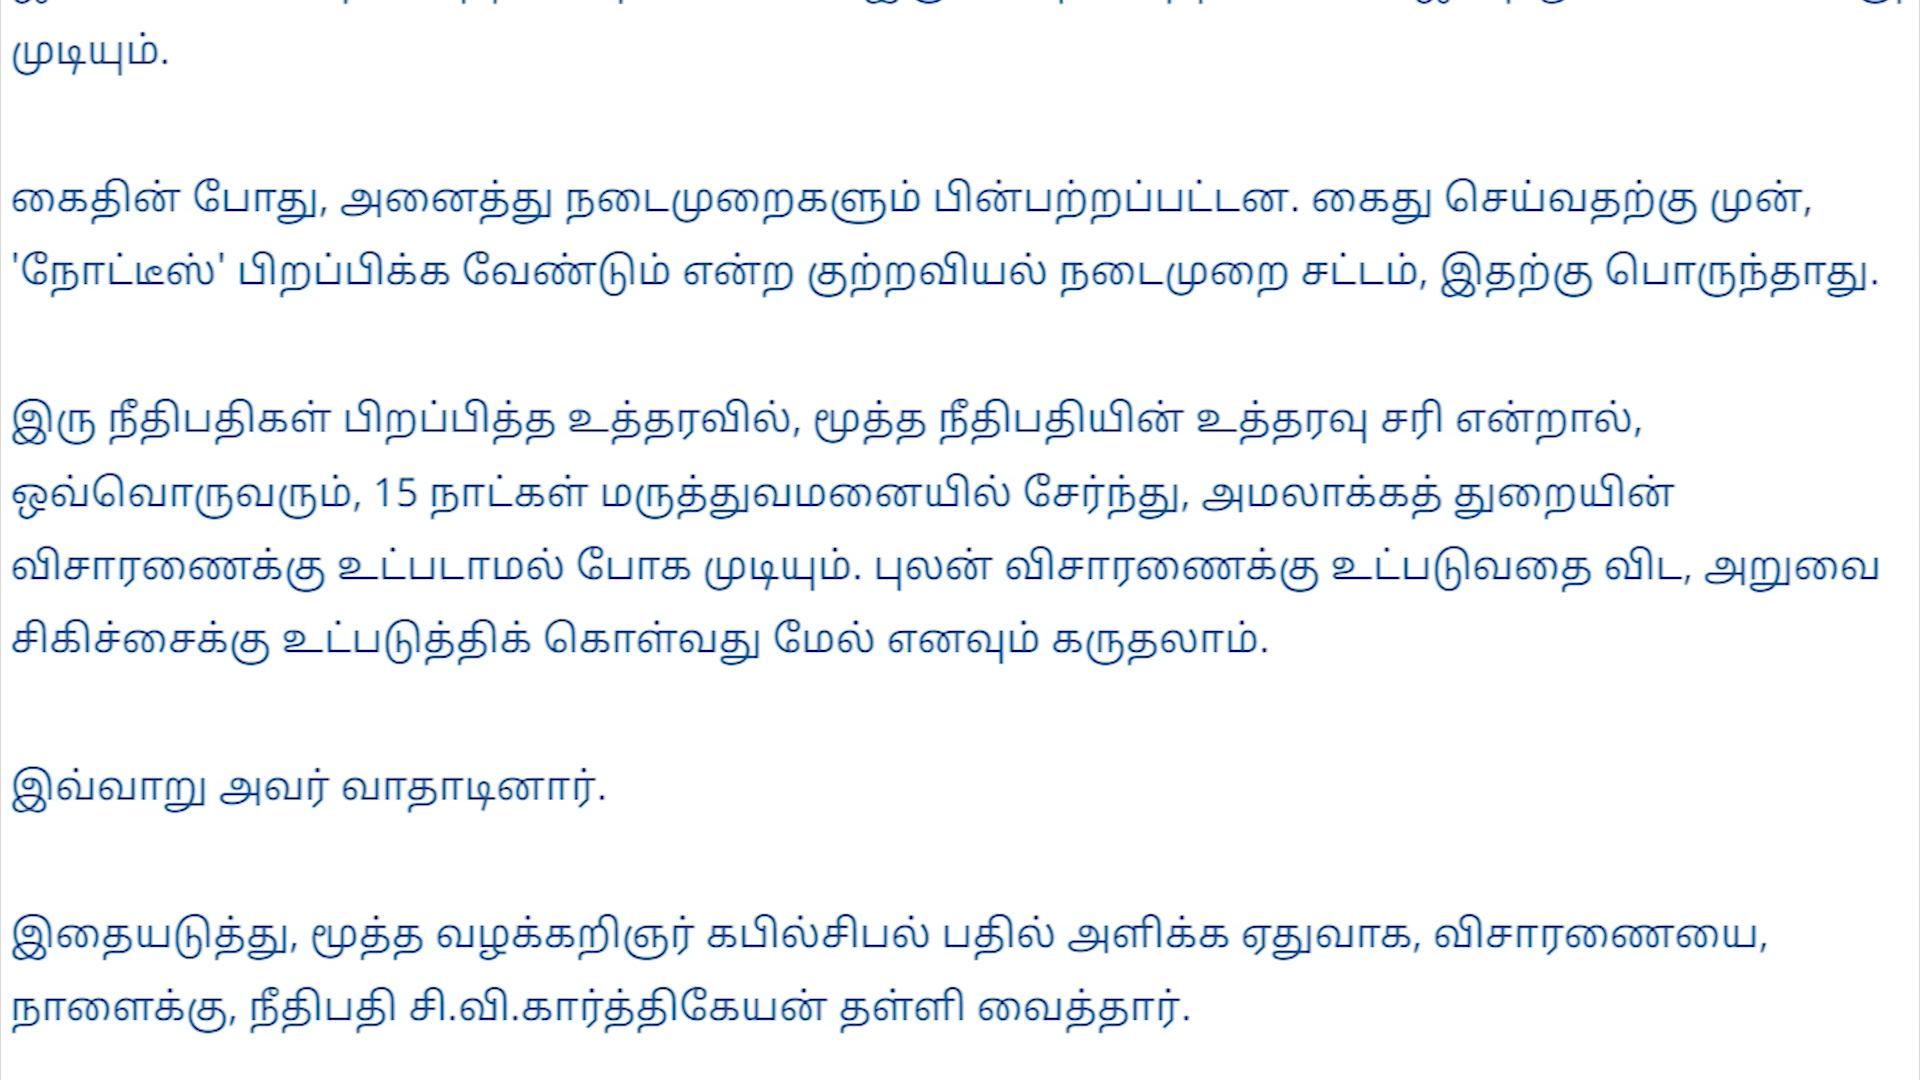 முடியும்.
கைதின் போது, அனைத்து நடைமுறைகளும் பின்பற்றப்பட்டன. கைது செய்வதற்கு முன்,
'நோட்டீஸ்' பிறப்பிக்க வேண்டும் என்ற குற்றவியல் நடைமுறை சட்டம், இதற்கு பொருந்தாது.
இரு நீதிபதிகள் பிறப்பித்த உத்தரவில், மூத்த நீதிபதியின் உத்தரவு சரி என்றால்,
ஒவ்வொருவரும், 15 நாட்கள் மருத்துவமனையில் சேர்ந்து, அமலாக்கத் துறையின்
விசாரணைக்கு உட்படாமல் போக முடியும். புலன் விசாரணைக்கு உட்படுவதை விட, அறுவை
சிகிச்சைக்கு உட்படுத்திக் கொள்வது மேல் எனவும் கருதலாம்.
இவ்வாறு அவர் வாதாடினார்.
இதையடுத்து, மூத்த வழக்கறிஞர் கபில்சிபல் பதில் அளிக்க ஏதுவாக, விசாரணையை,
நாளைக்கு, நீதிபதி சி.வி.கார்த்திகேயன் தள்ளி வைத்தார்.